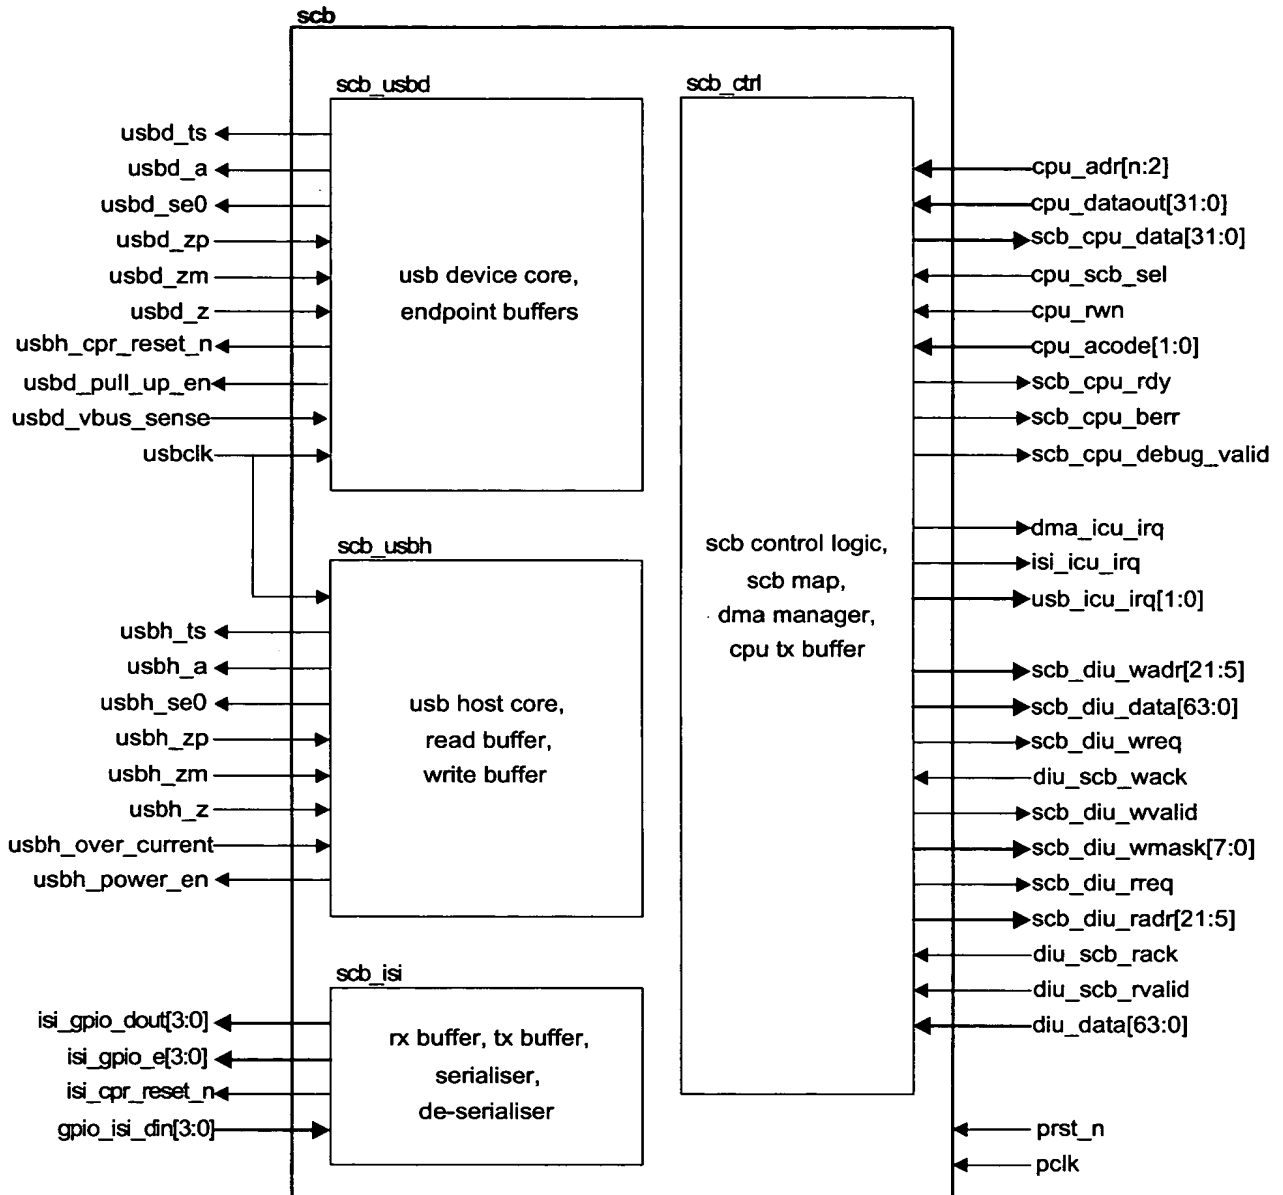 scb
scb_usbd
usbd_ts
usbd_a
usbd_se0
usbd_zp
usbd_zm
usbd_z
usbh_cpr_reset_n
usbd_pull_up_en
usbd_vbus_sense
usbclk
usb device core,
endpoint buffers
scb_usbh
usbh_ts
usbh_a
usbh_se0
usbh_zp
usbh_zm
usbh_z
usbh_over_current
usbh_power_en
usb host core,
read buffer,
write buffer
scb_isi
isi_gpio_dout[3:0]
isi_gpio_e[3:0]
isi_cpr_reset_n
gpio_isi_din[3:0]
rx buffer, tx buffer,
serialiser,
de-serialiser
scb_ctrl
scb control logic,
scb map,
dma manager,
cpu tx buffer
cpu_adr[n:2]
cpu_dataout[31:0]
scb_cpu_data[31:0]
cpu_scb_sel
cpu_rwn
cpu_acode[1:0]
scb_cpu_rdy
scb_cpu_berr
scb_cpu_debug_valid
dma_icu_irq
isi_icu_irq
usb_icu_irq[1:0]
scb_diu_wadr[21:5]
scb_diu_data[63:0]
scb_diu_wreq
diu_scb_wack
scb_diu_wvalid
scb_diu_wmask[7:0]
scb_diu_rreq
scb_diu_radr[21:5]
diu_scb_rack
diu_scb_rvalid
diu_data[63:0]
prst_n
pclk